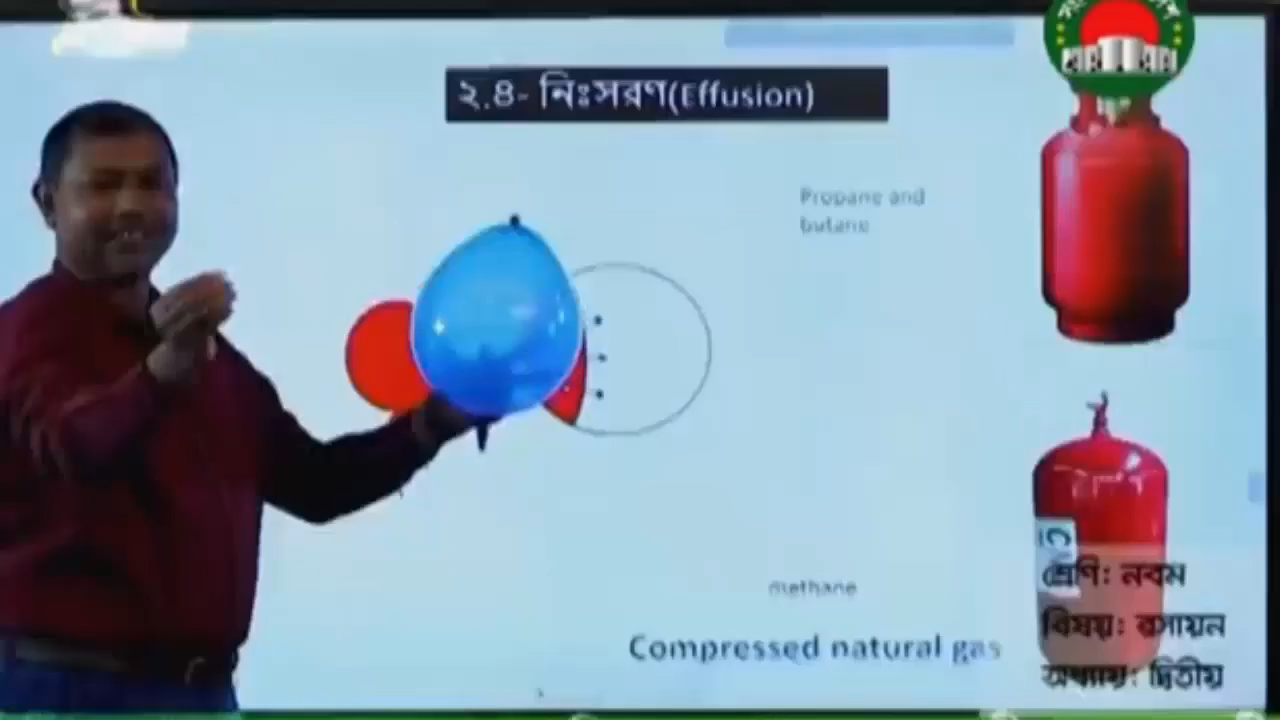 ২.৪- নিঃসরণ(Effusion)
Propane and
butane
methane
Compressed natural gas
শ্রেণি: নবম
বিষয়: রসায়ন
অধ্যায়: দ্বিতীয়